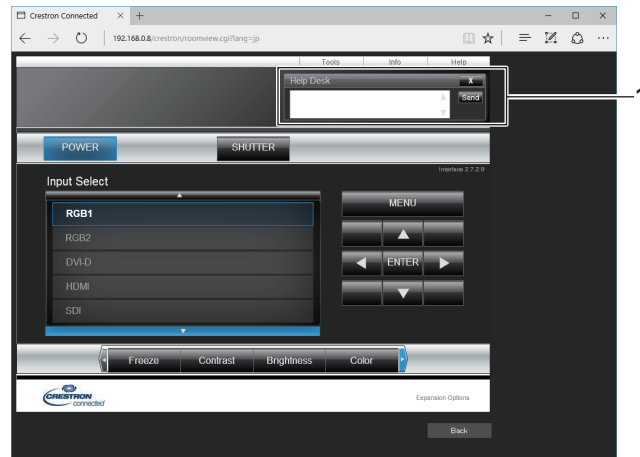 Crestron Connected
192.168.0.8/crestron/roomview.cgi?lang=jp
Tools Info Help
Help Desk X
Send
1
POWER SHUTTER
Interface 2.7.2.9
Input Select
MENU
RGB1
RGB2
DVI-D
ENTER
HDMI
SDI
Freeze Contrast Brightness Color
CRESTRON
connected
Expansion Options
Back